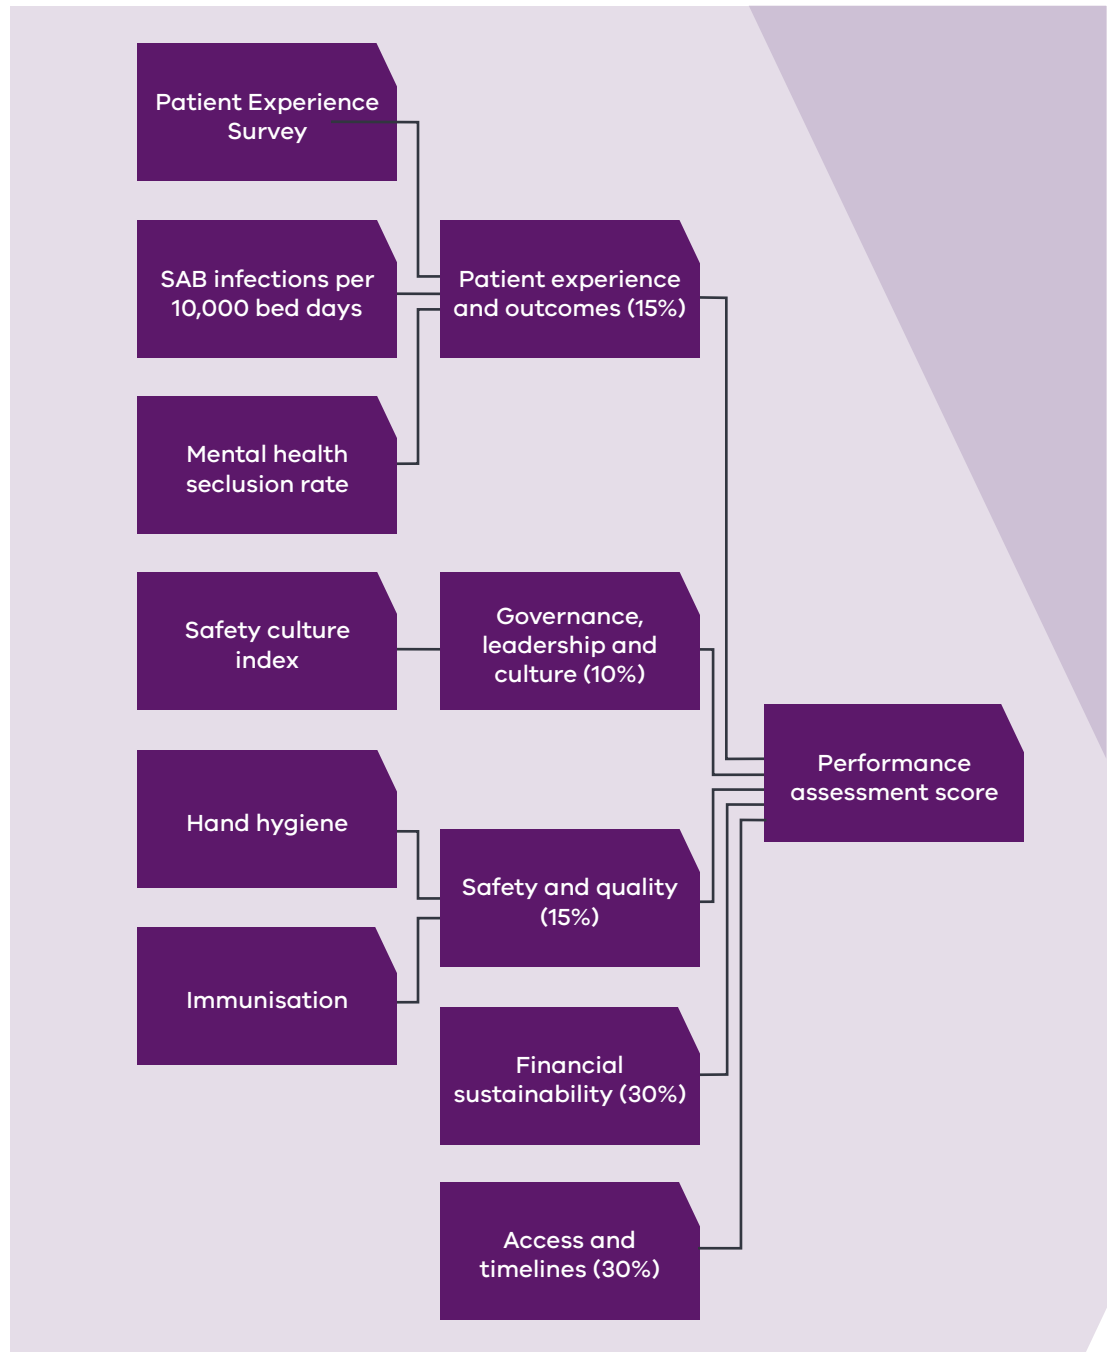 Patient Experience
Survey
SAB infections per
10,000 bed days
Patient experience
and outcomes (15%)
Mental health
seclusion rate
Safety culture
index
Governance,
leadership and
culture (10%)
Performance
assessment score
Hand hygiene
Safety and quality
(15%)
Immunisation
Financial
sustainability (30%)
Access and
timelines (30%)